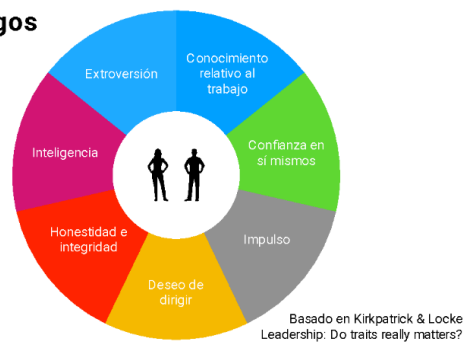 gos
Extroversión
Conocimiento
relativo al
trabajo
Inteligencia
Confianza en
sí mismos
Honestidad e
integridad
Impulso
Deseo de
dirigir
Basado en Kirkpatrick & Locke
Leadership: Do traits really matters?